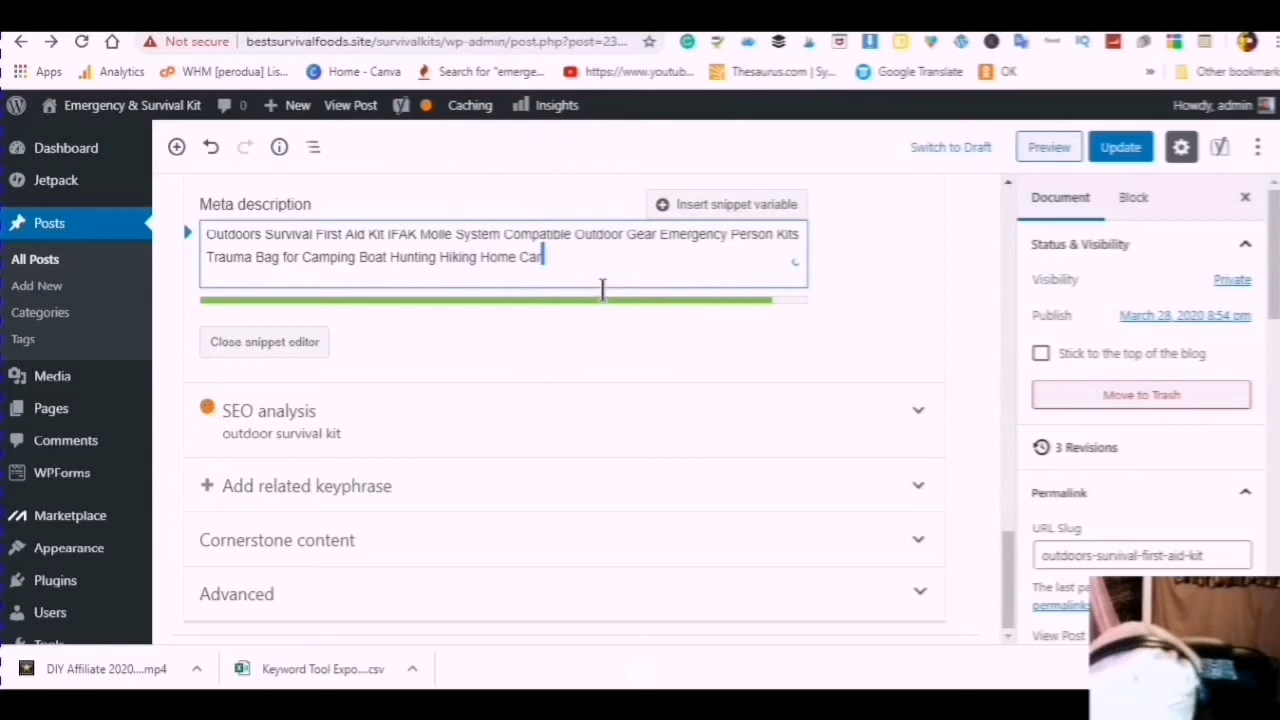 Not secure bestsurvivalfoods.site/survivalkits/wp-admin/post.php?post=23...
Apps Analytics WHM [perodua] Lis... Home - Canva Search for "emerge... https://www.youtub... Thesaurus.com | Sy... Google Translate OK » Other bookmark
Emergency & Survival Kit 0 New View Post Caching Insights Howdy, admin
Dashboard
Jetpack
Posts
All Posts
Add New
Categories
Tags
Media
Pages
Comments
WPForms
Marketplace
Appearance
Plugins
Users
Tools
Switch to Draft Preview Update
Meta description Insert snippet variable
Outdoors Survival First Aid Kit IFAK Molle System Compatible Outdoor Gear Emergency Person Kits
Trauma Bag for Camping Boat Hunting Hiking Home Car
Close snippet editor
SEO analysis
outdoor survival kit
Add related keyphrase
Cornerstone content
Advanced
Document Block
Status & Visibility
Visibility Private
Publish March 28, 2020 8:54 pm
Stick to the top of the blog
Move to Trash
3 Revisions
Permalink
URL Slug
outdoors-survival-first-aid-kit
The last pa
permalinks
View Post
DIY Affiliate 2020....mp4 Keyword Tool Expo....csv